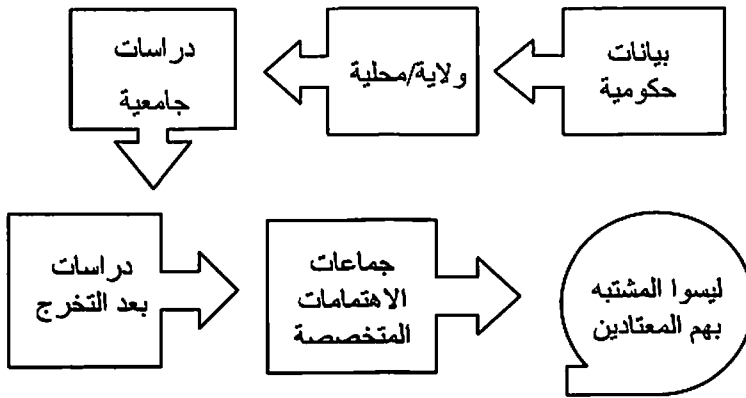 بيانات
حكومية
ولاية/محلية
دراسات
جامعية
دراسات
بعد التخرج
جماعات
الاهتمامات
المتخصصة
ليسوا المشتبه
بهم المعتادين